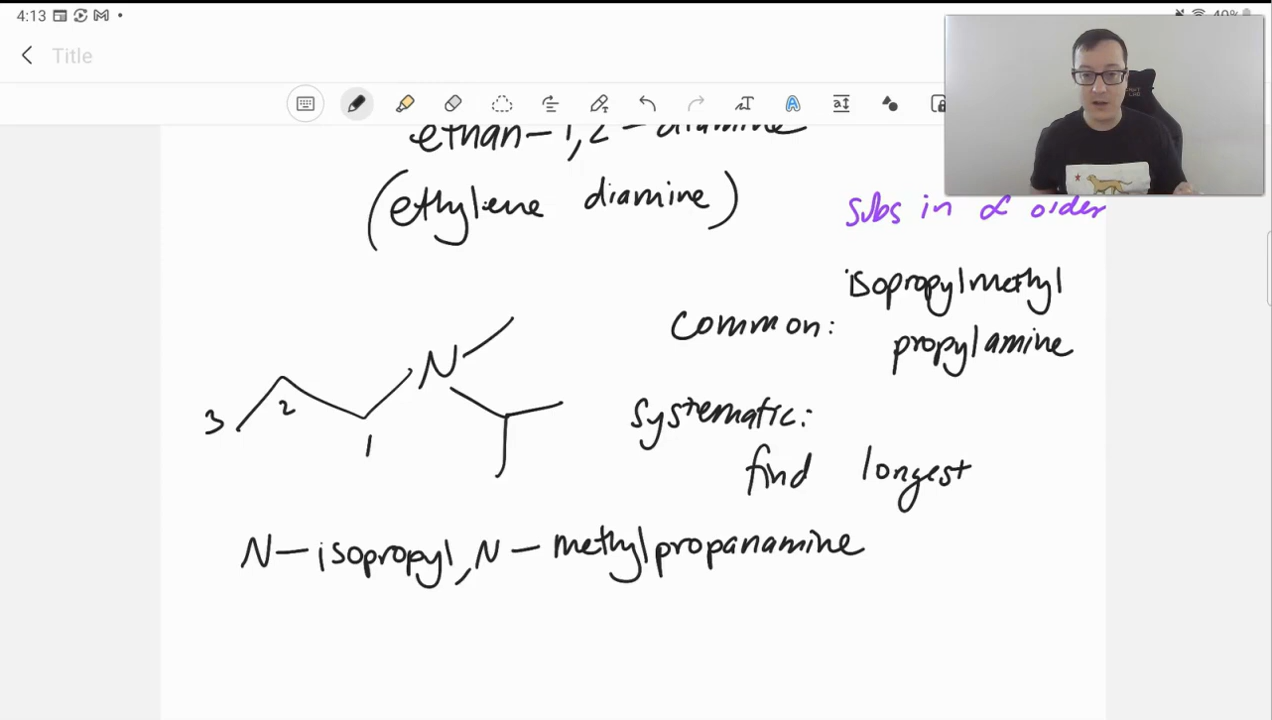 4:13
Title
ethan-1,2-diamine
(ethylene diamine)
subs in α order
Common: isopropylmethyl
propylamine
N
3
2
1
systematic:
find longest
N-isopropyl,N-methylpropanamine